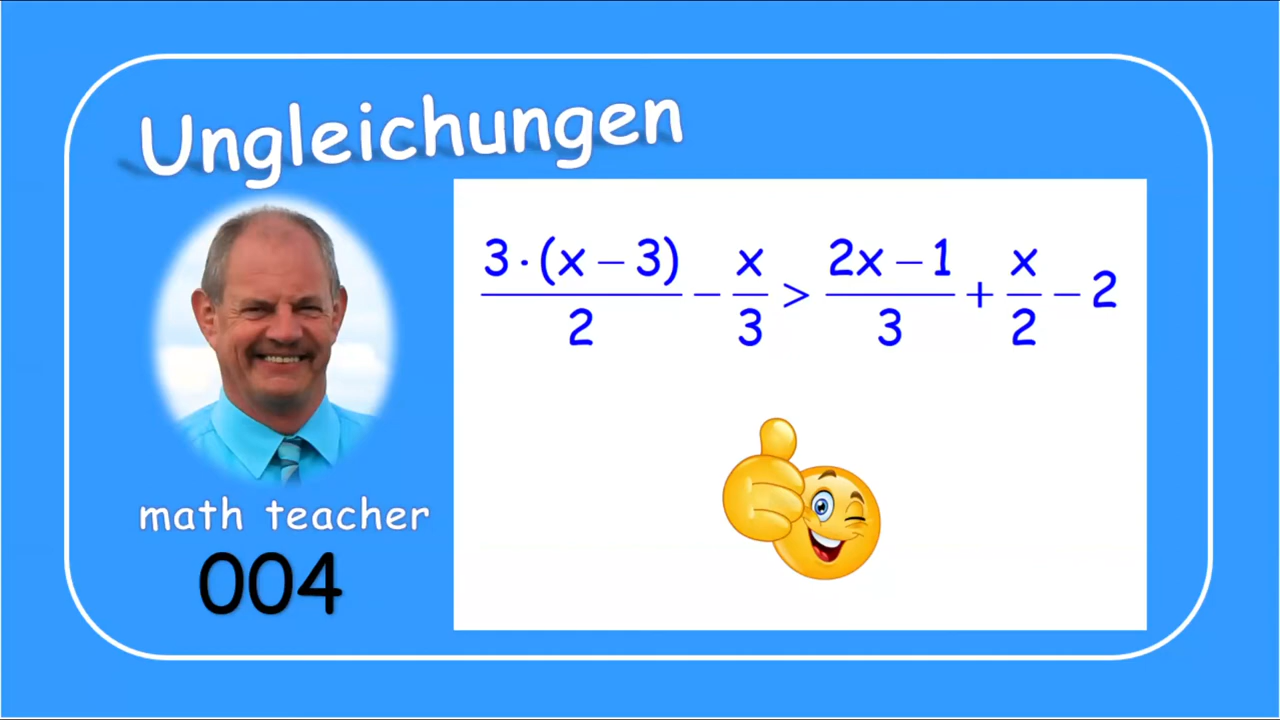 Ungleichungen
3·(x−3)/2 − x/3 > (2x−1)/3 + x/2 − 2
math teacher
004